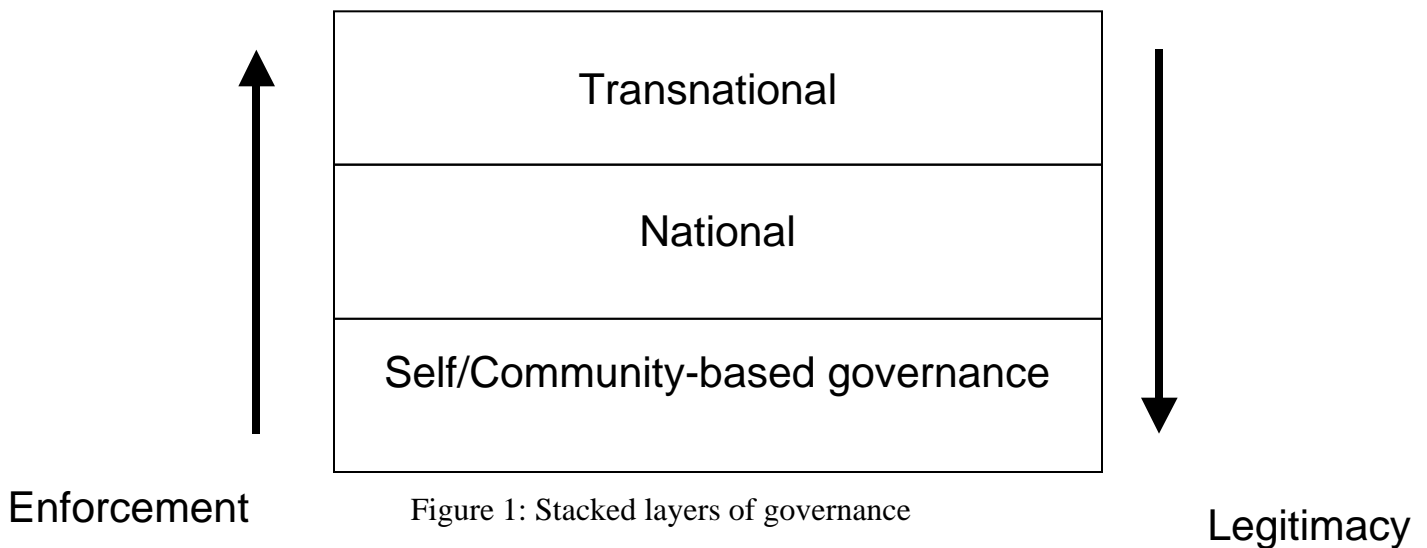 Transnational
National
Self/Community-based governance
Enforcement
Figure 1: Stacked layers of governance
Legitimacy